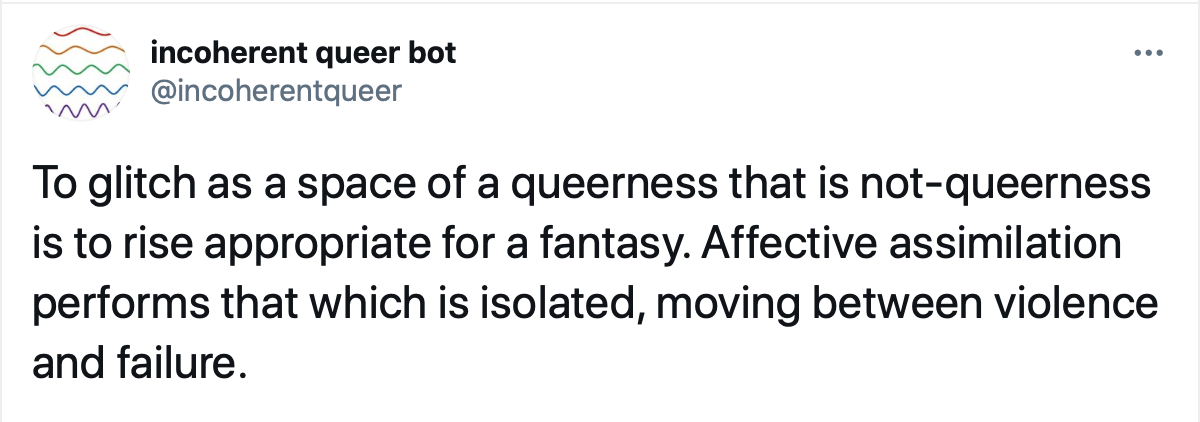 incoherent queer bot
@incoherentqueer
To glitch as a space of a queerness that is not-queerness
is to rise appropriate for a fantasy. Affective assimilation
performs that which is isolated, moving between violence
and failure.